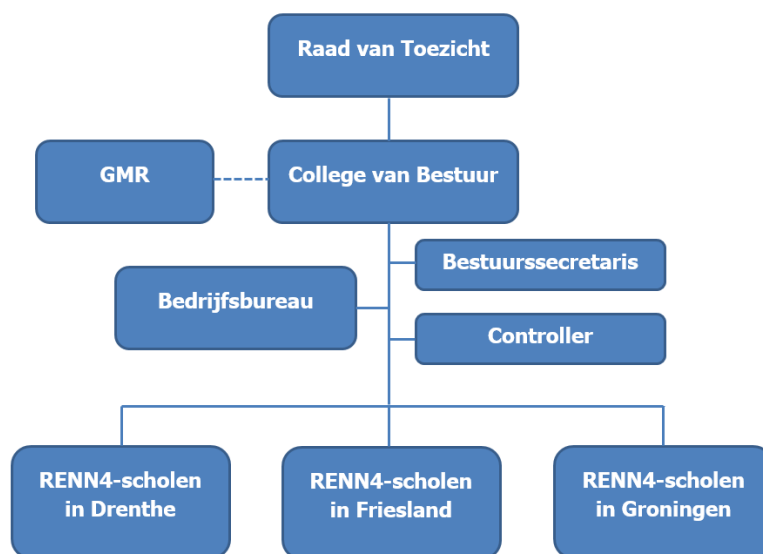 Raad van Toezicht
GMR
College van Bestuur
Bestuurssecretaris
Bedrijfsbureau
Controller
RENN4-scholen
in Drenthe
RENN4-scholen
in Friesland
RENN4-scholen
in Groningen